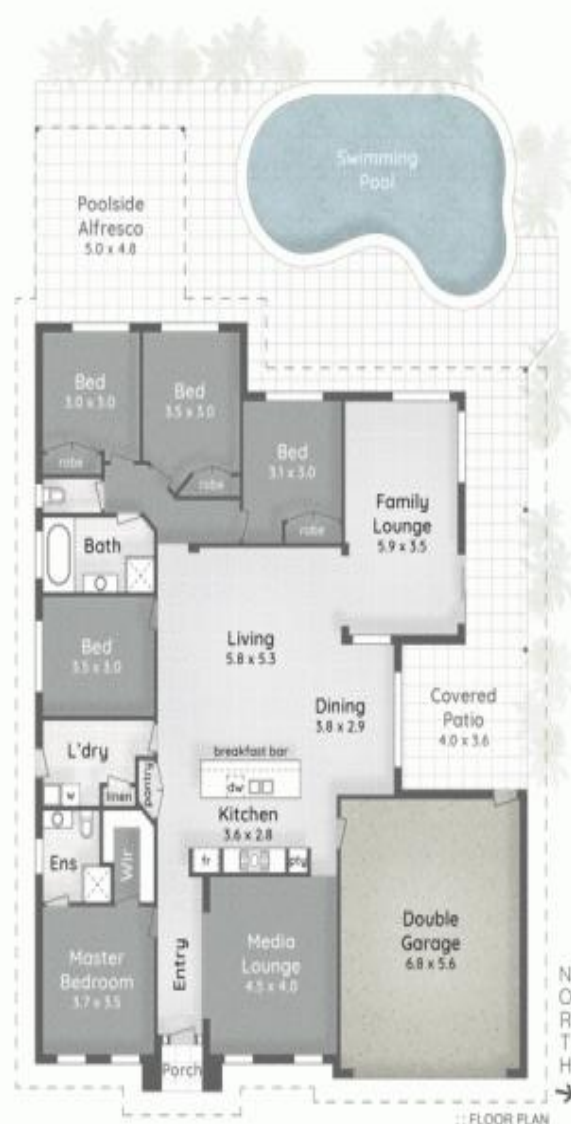 Swimming
Pool
Poolside
Alfresco
5.0 x 4.8
Bed
3.0 x 3.0
robe
Bed
3.5 x 3.0
robe
Bed
3.1 x 3.0
robe
Family
Lounge
5.9 x 3.5
Bath
Bed
3.5 x 3.0
Living
5.8 x 5.3
Dining
3.8 x 2.9
Covered
Patio
4.0 x 3.6
L'dry
w
linen
pantry
breakfast bar
dw
Kitchen
3.6 x 2.8
fr
pty
Ens
Wir
Master
Bedroom
3.7 x 3.5
Entry
Media
Lounge
4.5 x 4.0
Double
Garage
6.8 x 5.6
Porch
NORTH
:: FLOOR PLAN